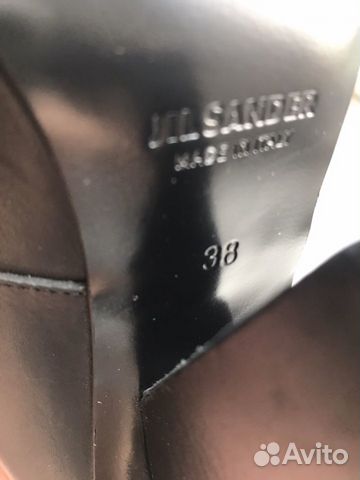 JIL SANDER
MADE IN ITALY
38
Avito